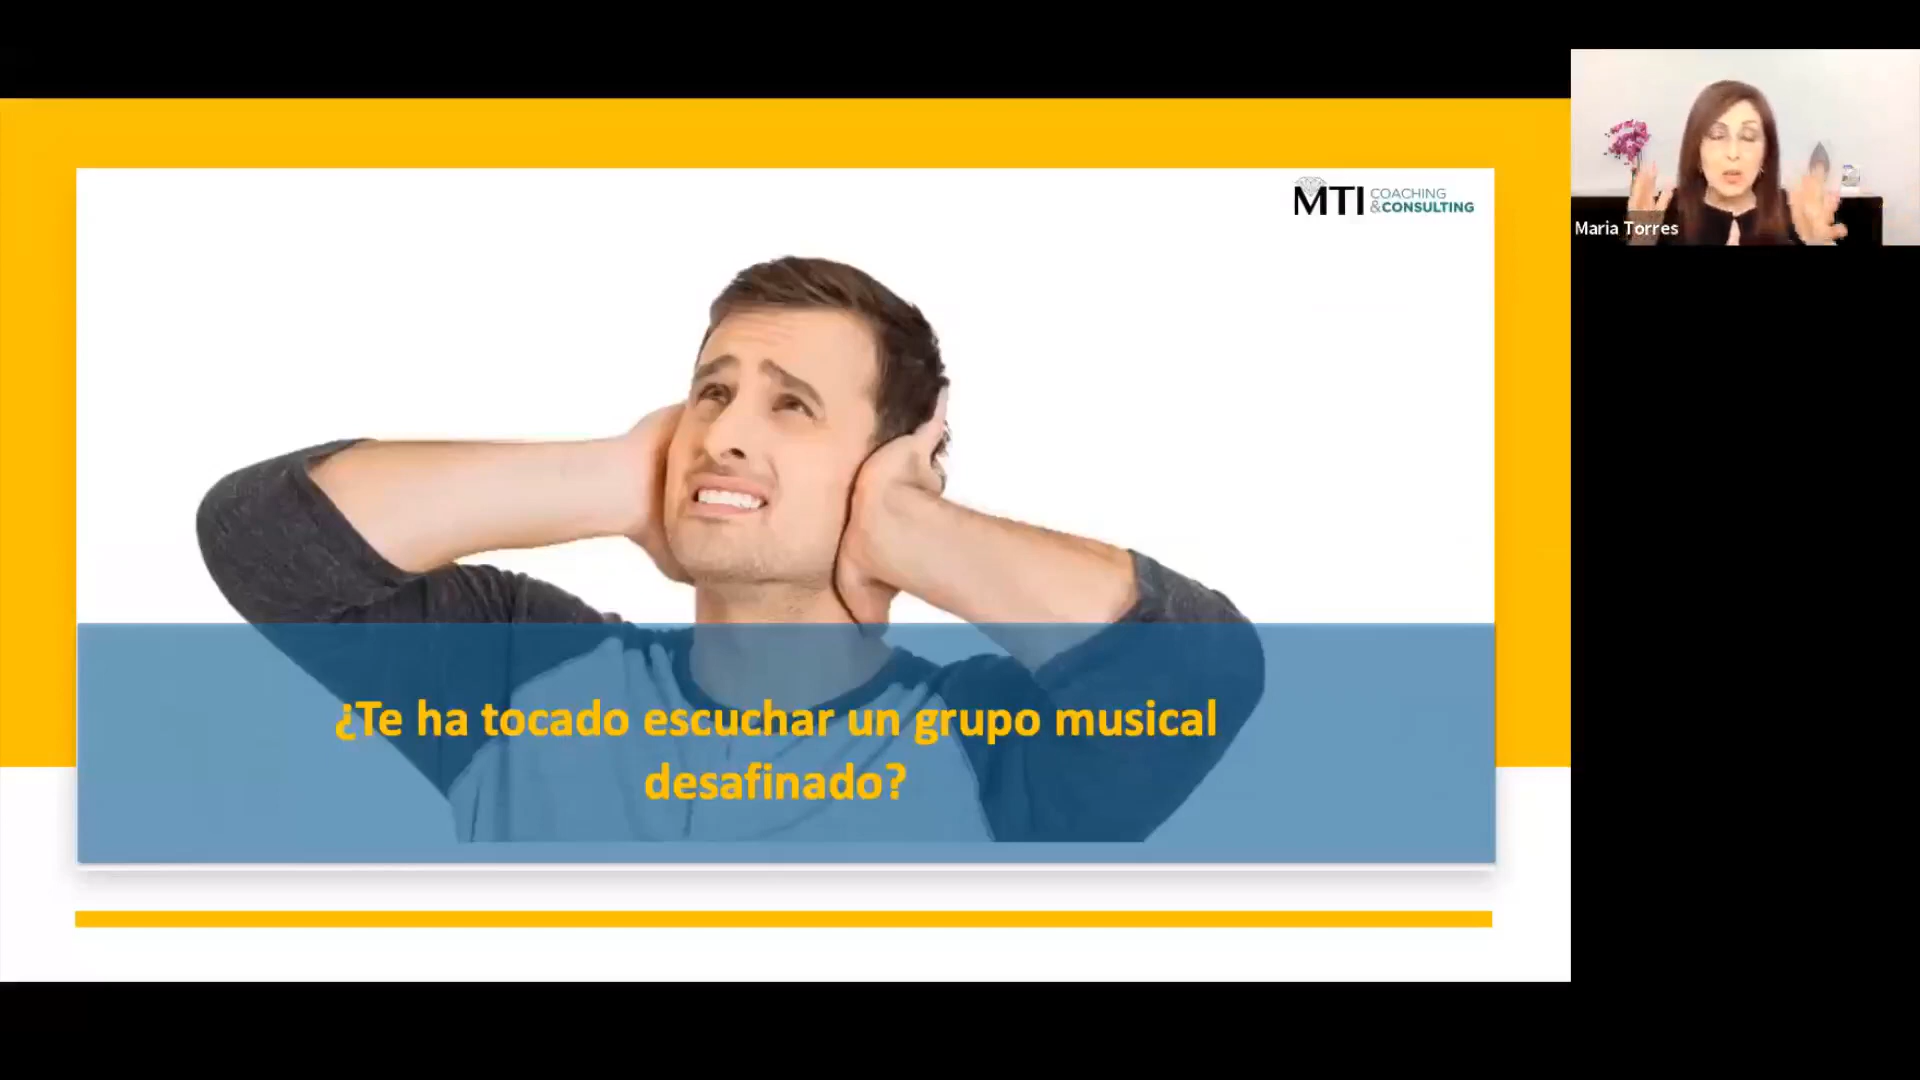 MTI COACHING
&CONSULTING
Maria Torres
¿Te ha tocado escuchar un grupo musical
desafinado?